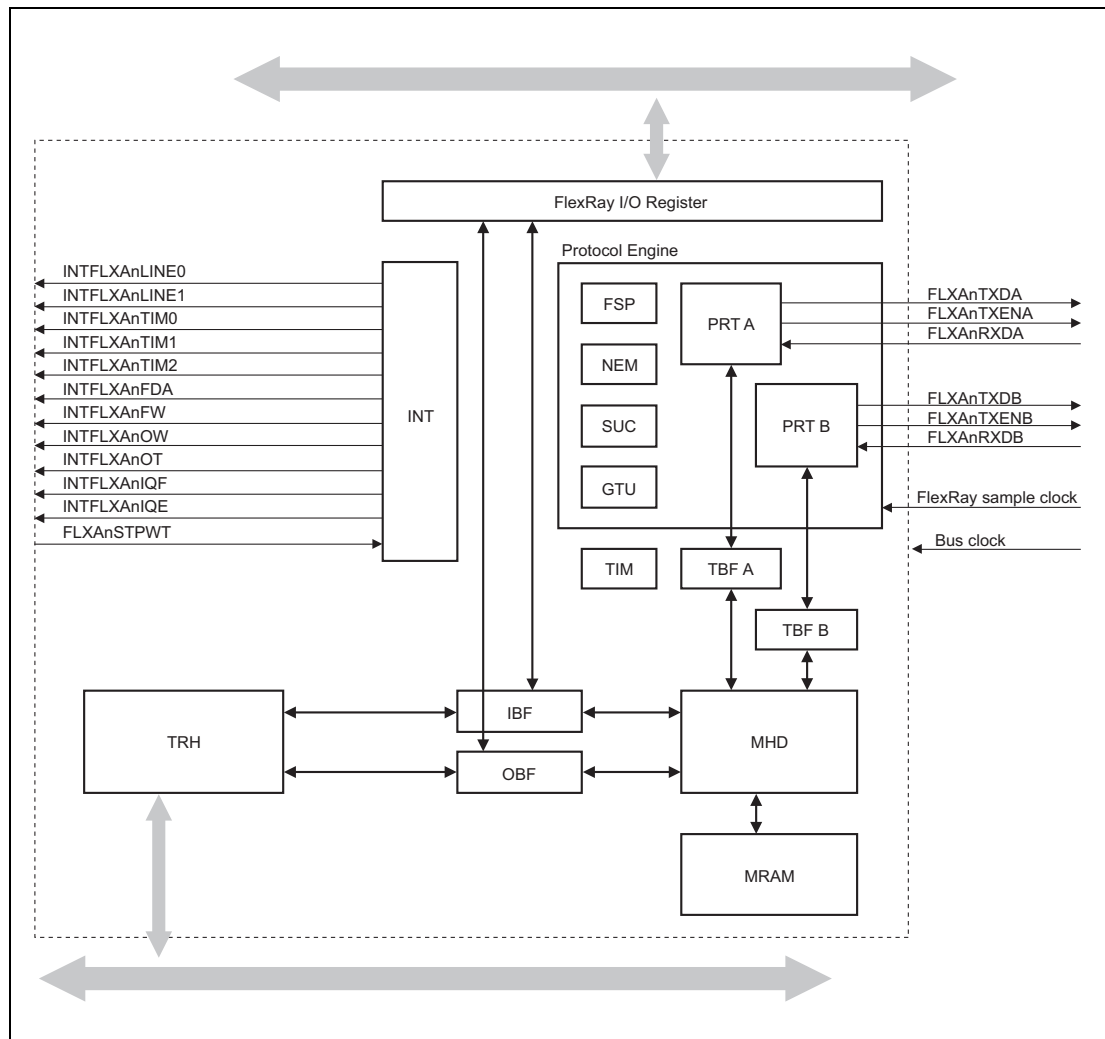 FlexRay I/O Register
Protocol Engine
INTFLXAnLINE0
INTFLXAnLINE1
INTFLXAnTIM0
INTFLXAnTIM1
INTFLXAnTIM2
INTFLXAnFDA
INTFLXAnFW
INTFLXAnOW
INTFLXAnOT
INTFLXAnIQF
INTFLXAnIQE
FLXAnSTPWT
INT
FSP
NEM
SUC
GTU
PRT A
PRT B
FLXAnTXDA
FLXAnTXENA
FLXAnRXDA
FLXAnTXDB
FLXAnTXENB
FLXAnRXDB
FlexRay sample clock
Bus clock
TIM
TBF A
TBF B
TRH
IBF
OBF
MHD
MRAM